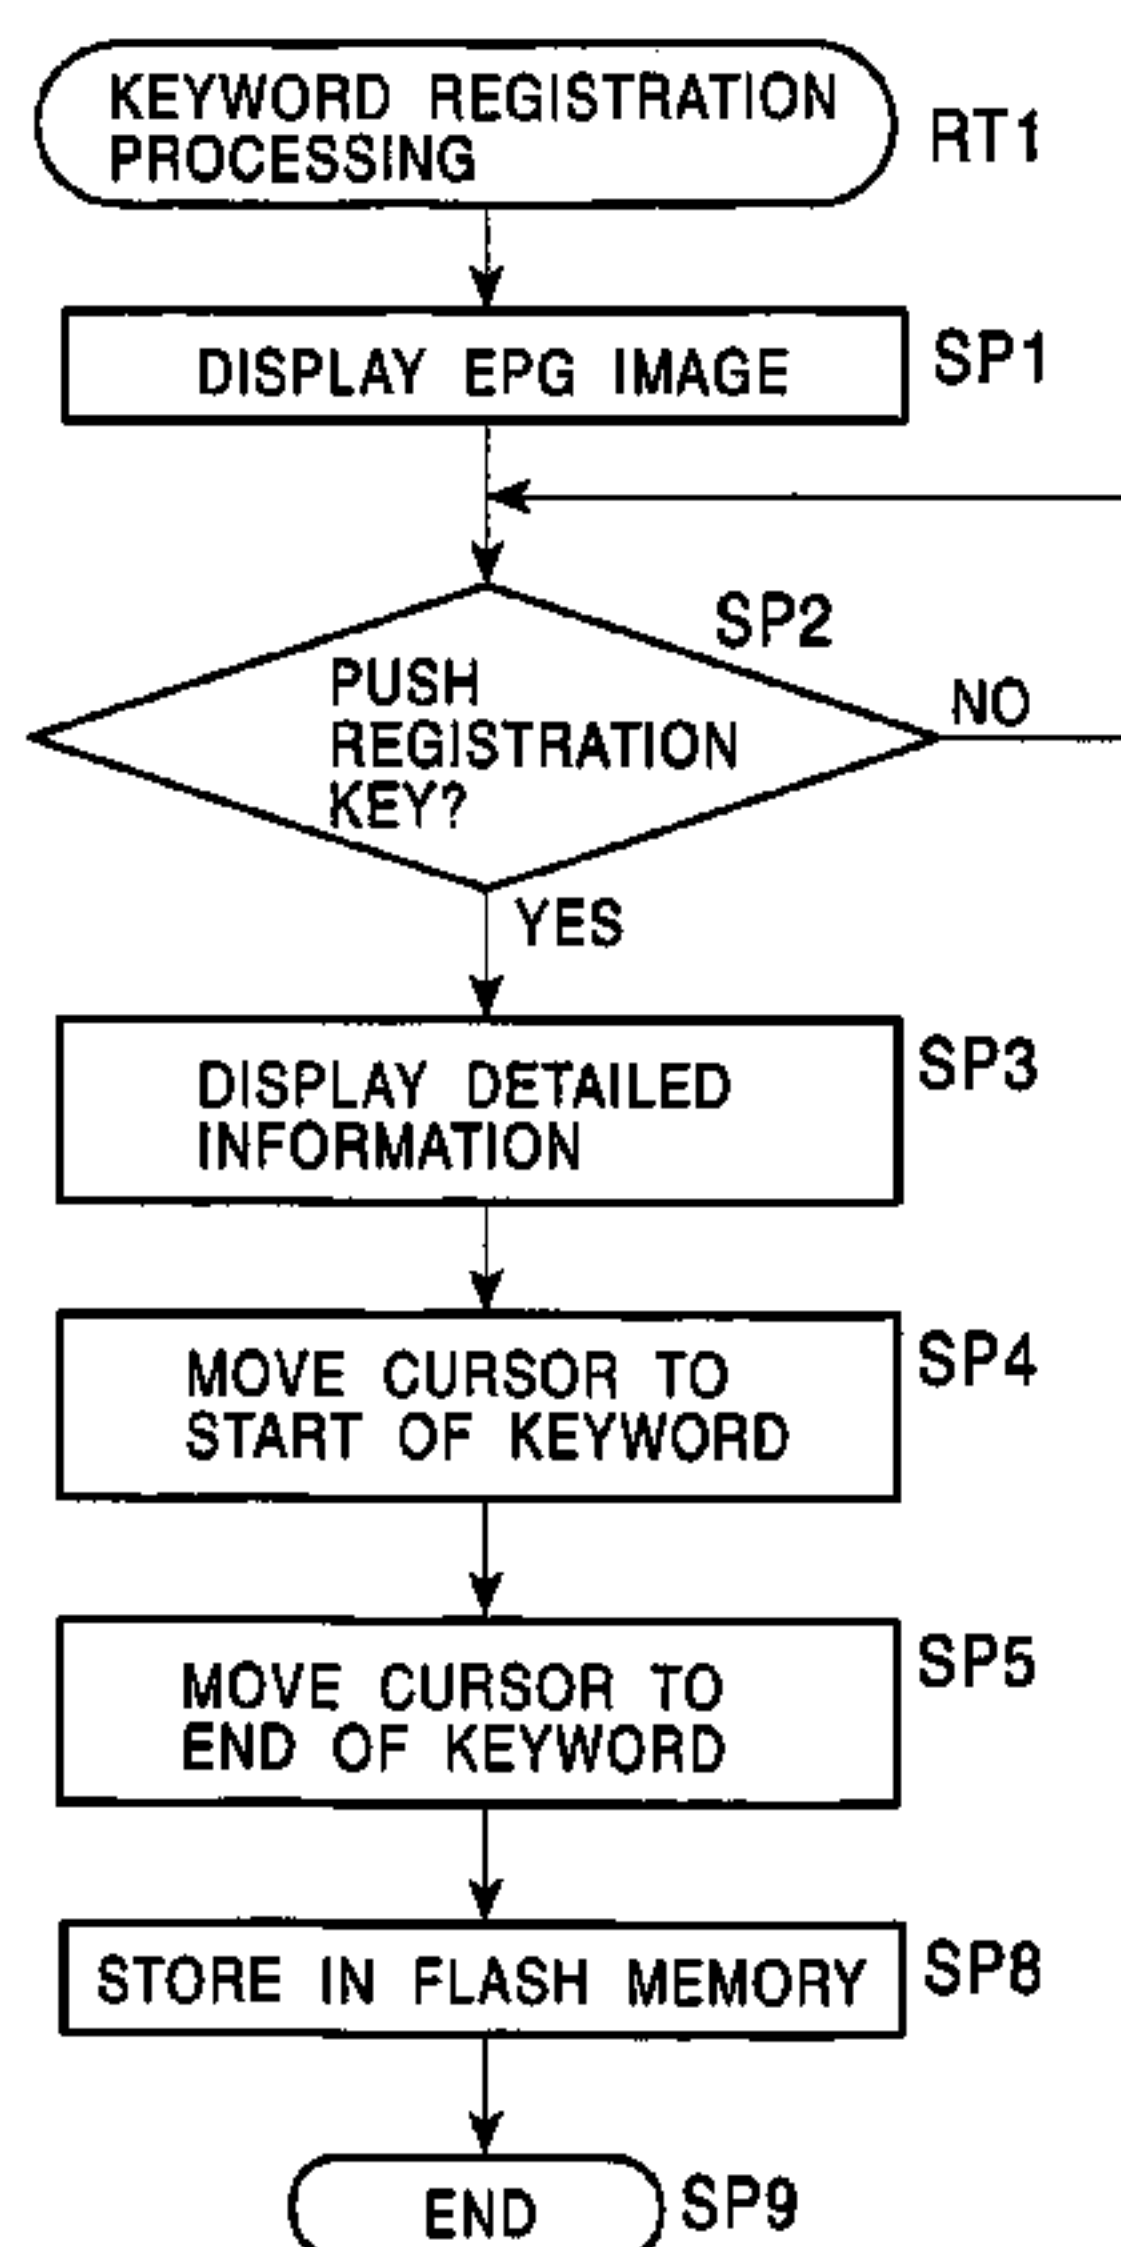 KEYWORD REGISTRATION
PROCESSING
RT1
DISPLAY EPG IMAGE
SP1
SP2
PUSH
REGISTRATION
KEY?
NO
YES
DISPLAY DETAILED
INFORMATION
SP3
MOVE CURSOR TO
START OF KEYWORD
SP4
MOVE CURSOR TO
END OF KEYWORD
SP5
STORE IN FLASH MEMORY
SP8
END
SP9